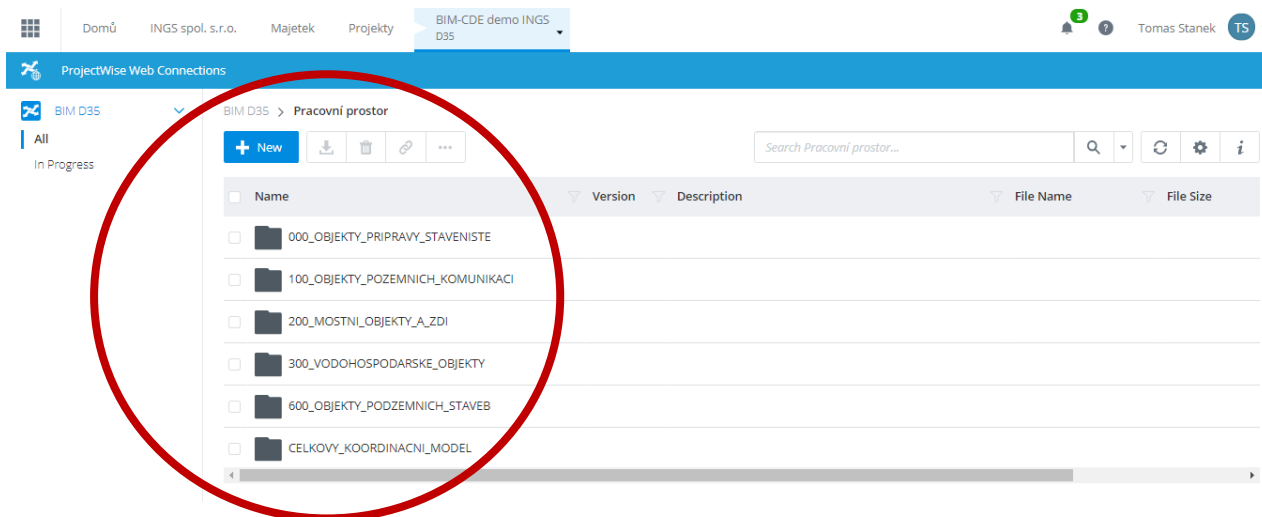 Domů INGS spol. s.r.o. Majetek Projekty BIM-CDE demo INGS 3 ? Tomas Stanek TS
D35
ProjectWise Web Connections
BIM D35 BIM D35 > Pracovní prostor
All
+ New ... Search Pracovní prostor... i
In Progress
Name Version Description File Name File Size
000_OBJEKTY_PRIPRAVY_STAVENISTE
100_OBJEKTY_POZEMNICH_KOMUNIKACI
200_MOSTNI_OBJEKTY_A_ZDI
300_VODOHOSPODARSKE_OBJEKTY
600_OBJEKTY_PODZEMNICH_STAVEB
CELKOVY_KOORDINACNI_MODEL